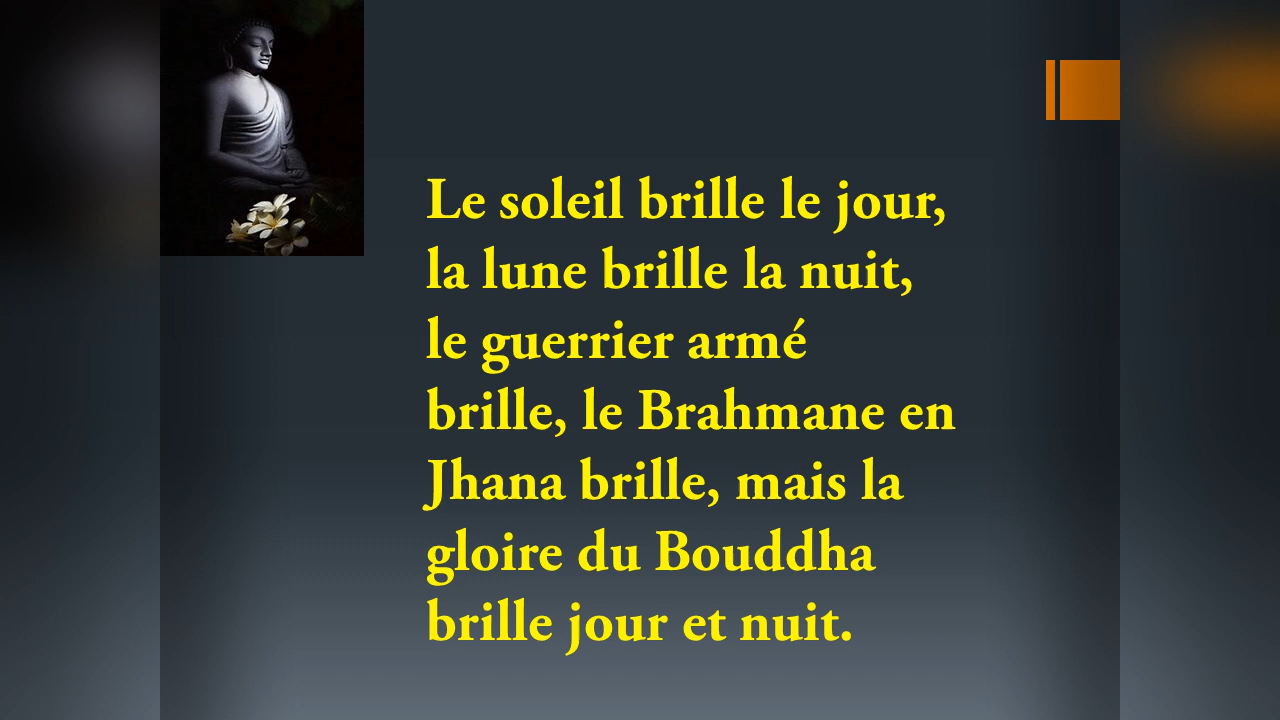 Le soleil brille le jour,
la lune brille la nuit,
le guerrier armé
brille, le Brahmane en
Jhana brille, mais la
gloire du Bouddha
brille jour et nuit.